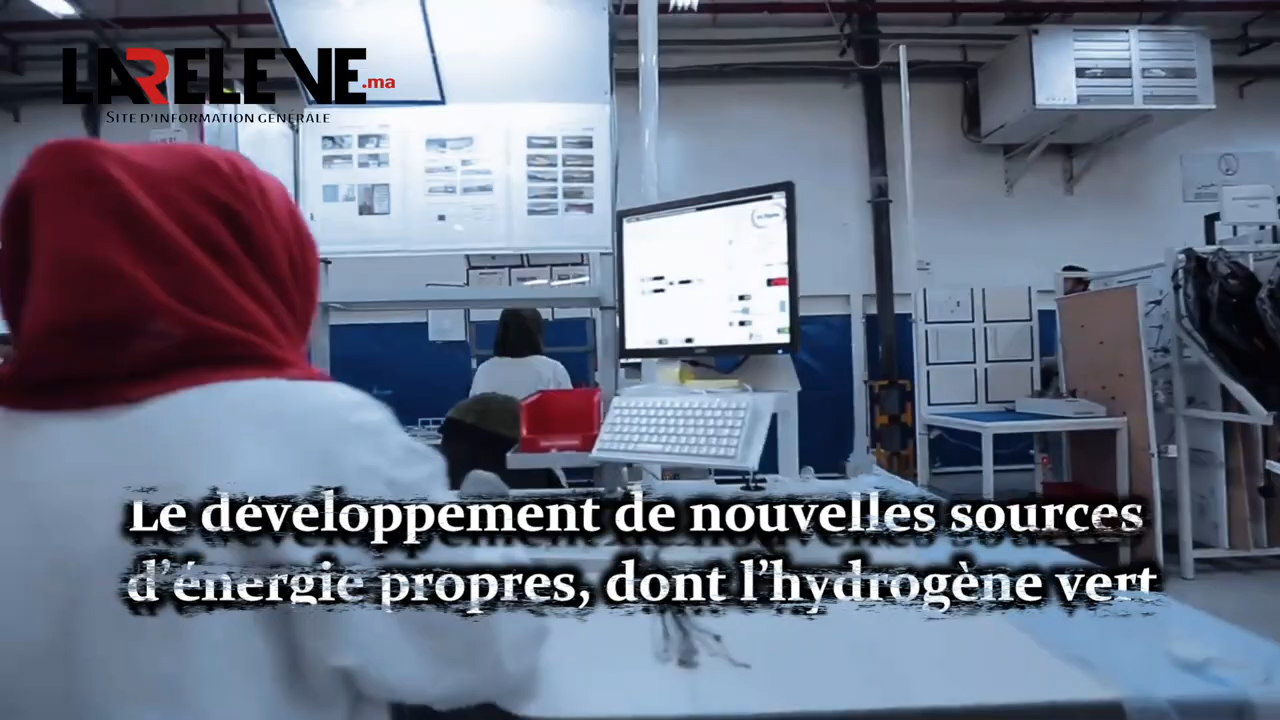 LARELEVE.ma
SITE D'INFORMATION GÉNÉRALE
Le développement de nouvelles sources
d'énergie propres, dont l'hydrogène vert